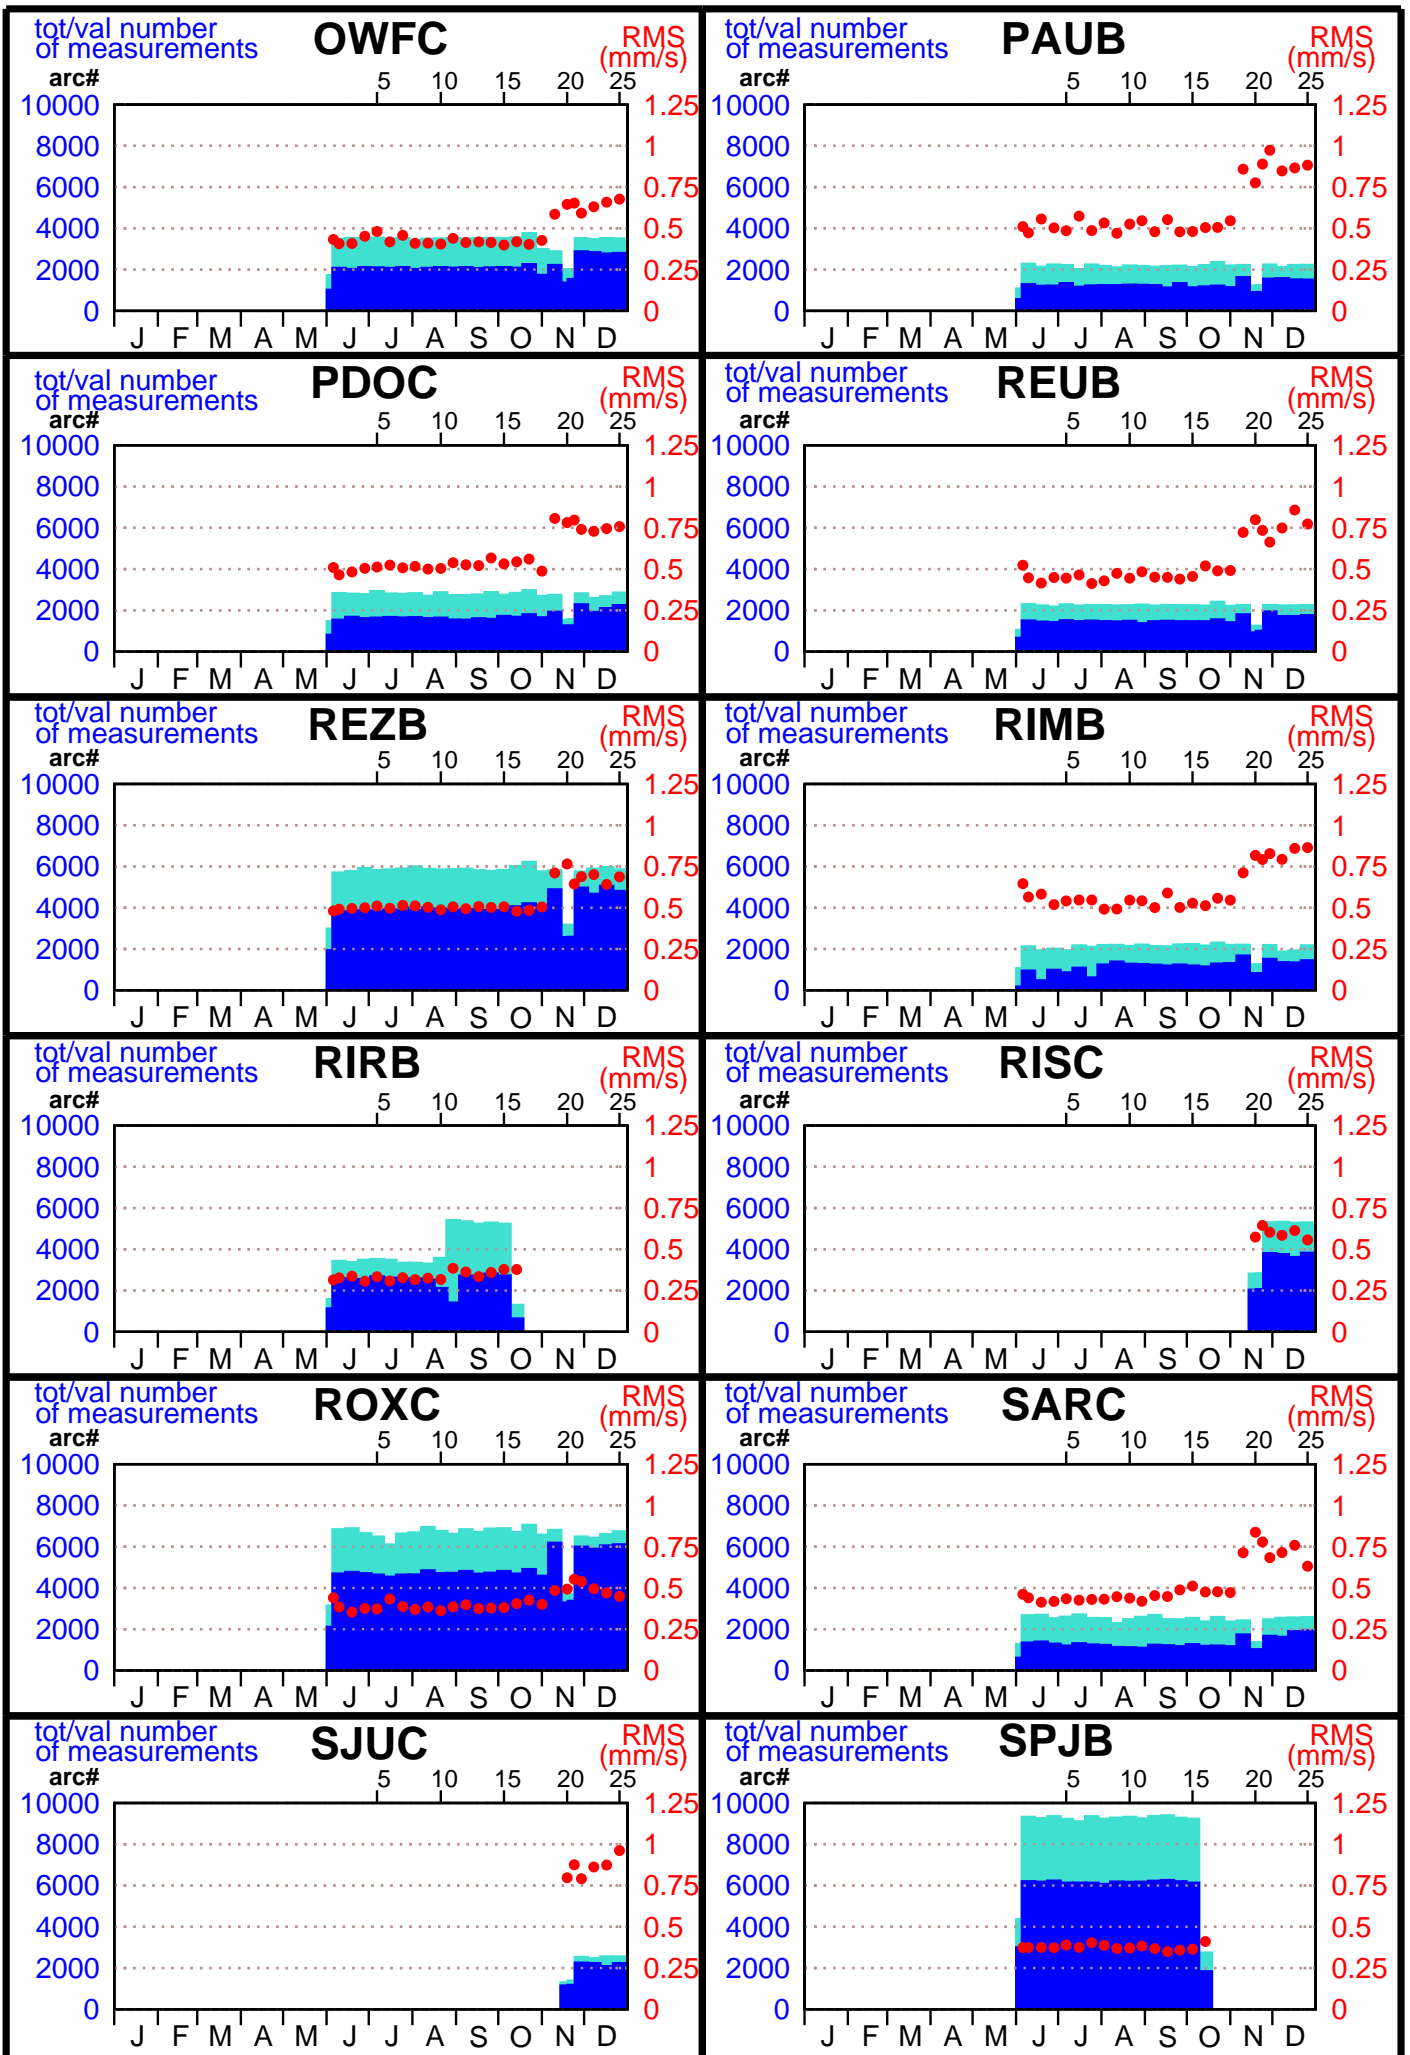 tot/val number
of measurements
OWFC
RMS
(mm/s)
arc#
5 10 15 20 25
10000 1.25
8000 1
6000 0.75
4000 0.5
2000 0.25
0 0
J F M A M J J A S O N D
tot/val number
of measurements
PAUB
RMS
(mm/s)
arc#
5 10 15 20 25
10000 1.25
8000 1
6000 0.75
4000 0.5
2000 0.25
0 0
J F M A M J J A S O N D
tot/val number
of measurements
PDOC
RMS
(mm/s)
arc#
5 10 15 20 25
10000 1.25
8000 1
6000 0.75
4000 0.5
2000 0.25
0 0
J F M A M J J A S O N D
tot/val number
of measurements
REUB
RMS
(mm/s)
arc#
5 10 15 20 25
10000 1.25
8000 1
6000 0.75
4000 0.5
2000 0.25
0 0
J F M A M J J A S O N D
tot/val number
of measurements
REZB
RMS
(mm/s)
arc#
5 10 15 20 25
10000 1.25
8000 1
6000 0.75
4000 0.5
2000 0.25
0 0
J F M A M J J A S O N D
tot/val number
of measurements
RIMB
RMS
(mm/s)
arc#
5 10 15 20 25
10000 1.25
8000 1
6000 0.75
4000 0.5
2000 0.25
0 0
J F M A M J J A S O N D
tot/val number
of measurements
RIRB
RMS
(mm/s)
arc#
5 10 15 20 25
10000 1.25
8000 1
6000 0.75
4000 0.5
2000 0.25
0 0
J F M A M J J A S O N D
tot/val number
of measurements
RISC
RMS
(mm/s)
arc#
5 10 15 20 25
10000 1.25
8000 1
6000 0.75
4000 0.5
2000 0.25
0 0
J F M A M J J A S O N D
tot/val number
of measurements
ROXC
RMS
(mm/s)
arc#
5 10 15 20 25
10000 1.25
8000 1
6000 0.75
4000 0.5
2000 0.25
0 0
J F M A M J J A S O N D
tot/val number
of measurements
SARC
RMS
(mm/s)
arc#
5 10 15 20 25
10000 1.25
8000 1
6000 0.75
4000 0.5
2000 0.25
0 0
J F M A M J J A S O N D
tot/val number
of measurements
SJUC
RMS
(mm/s)
arc#
5 10 15 20 25
10000 1.25
8000 1
6000 0.75
4000 0.5
2000 0.25
0 0
J F M A M J J A S O N D
tot/val number
of measurements
SPJB
RMS
(mm/s)
arc#
5 10 15 20 25
10000 1.25
8000 1
6000 0.75
4000 0.5
2000 0.25
0 0
J F M A M J J A S O N D